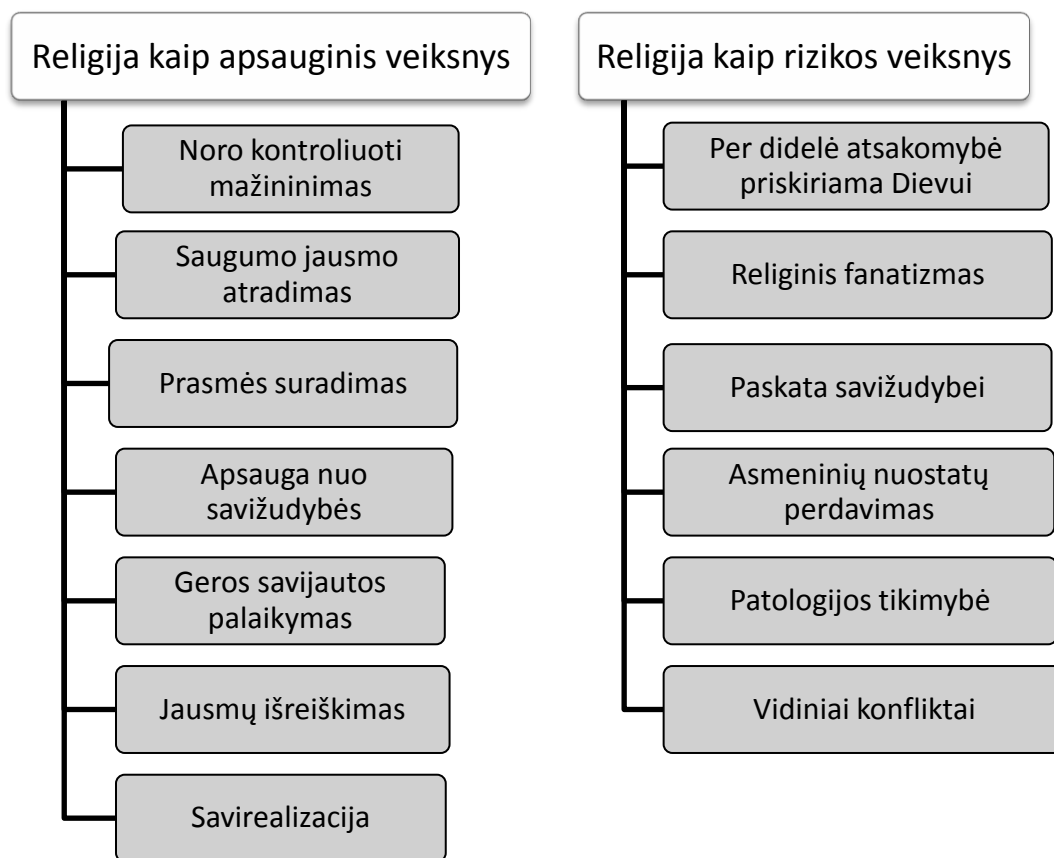 Religija kaip apsauginis veiksnys
Noro kontroliuoti
mažininimas
Saugumo jausmo
atradimas
Prasmės suradimas
Apsauga nuo
savižudybės
Geros savijautos
palaikymas
Jausmų išreiškimas
Savirealizacija
Religija kaip rizikos veiksnys
Per didelė atsakomybė
priskiriama Dievui
Religinis fanatizmas
Paskata savižudybei
Asmeninių nuostatų
perdavimas
Patologijos tikimybė
Vidiniai konfliktai